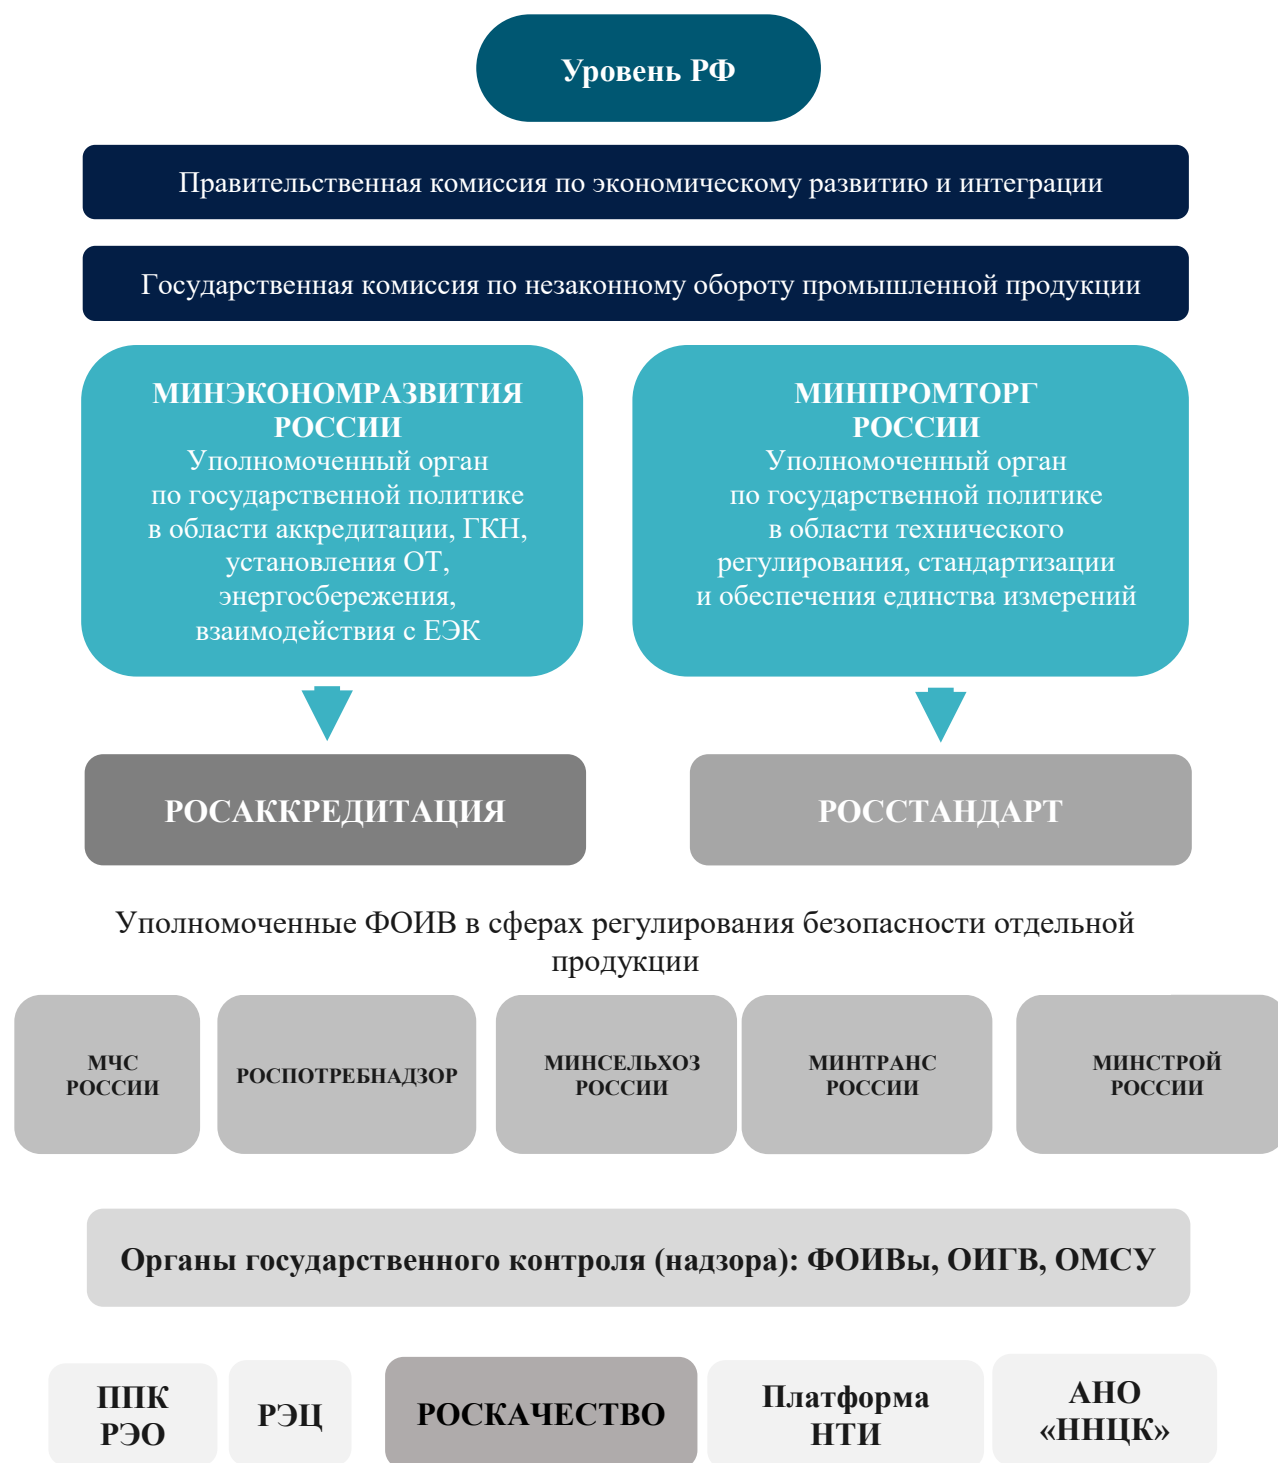 Уровень РФ
Правительственная комиссия по экономическому развитию и интеграции
Государственная комиссия по незаконному обороту промышленной продукции
МИНЭКОНОМРАЗВИТИЯ
РОССИИ
Уполномоченный орган
по государственной политике
в области аккредитации, ГКН,
установления ОТ,
энергосбережения,
взаимодействия с ЕЭК
МИНПРОМТОРГ
РОССИИ
Уполномоченный орган
по государственной политике
в области технического
регулирования, стандартизации
и обеспечения единства измерений
РОСАККРЕДИТАЦИЯ
РОССТАНДАРТ
Уполномоченные ФОИВ в сферах регулирования безопасности отдельной
продукции
МЧС
РОССИИ
РОСПОТРЕБНАДЗОР
МИНСЕЛЬХОЗ
РОССИИ
МИНТРАНС
РОССИИ
МИНСТРОЙ
РОССИИ
Органы государственного контроля (надзора): ФОИВы, ОИГВ, ОМСУ
ППК
РЭО
РЭЦ
РОСКАЧЕСТВО
Платформа
НТИ
АНО
«ННЦК»